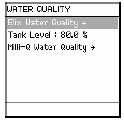 WATER QUALITY
Elix Water Quality →
Tank Level : 80.0 %
Milli-Q Water Quality →